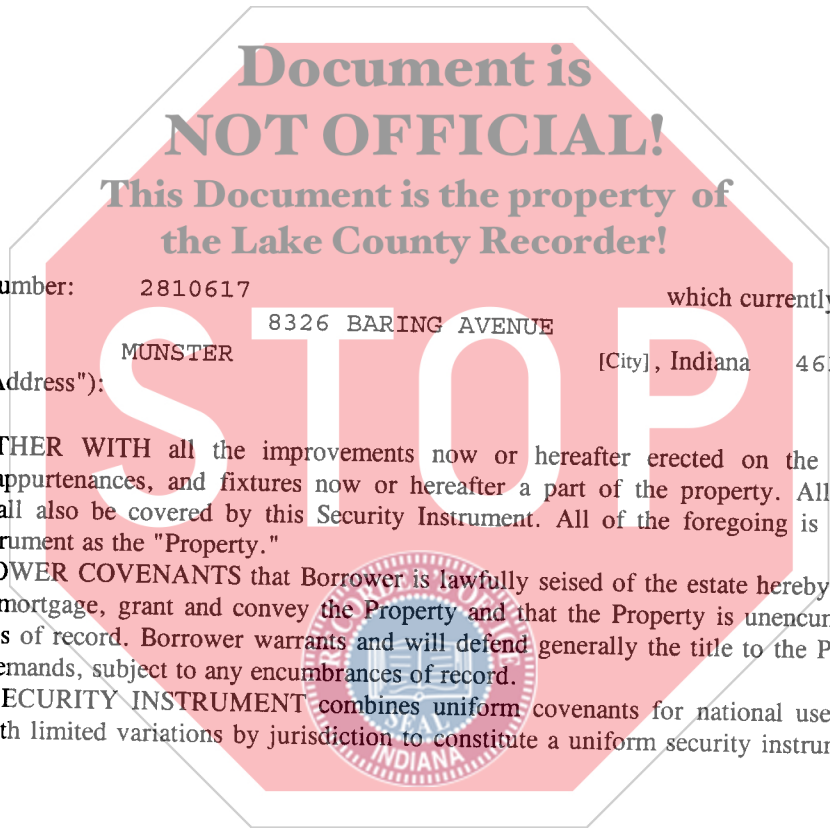 Document is
NOT OFFICIAL!
This Document is the property of
the Lake County Recorder!
umber: 2810617 which currently
8326 BARING AVENUE
MUNSTER [City], Indiana 46
Address"):
STOP
THER WITH all the improvements now or hereafter erected on the
appurtenances, and fixtures now or hereafter a part of the property. All
all also be covered by this Security Instrument. All of the foregoing is
rument as the "Property."
OWER COVENANTS that Borrower is lawfully seised of the estate hereby
mortgage, grant and convey the Property and that the Property is unencum
s of record. Borrower warrants and will defend generally the title to the P
emands, subject to any encumbrances of record.
ECURITY INSTRUMENT combines uniform covenants for national use
th limited variations by jurisdiction to constitute a uniform security instrum
RECORDER'S OFFICE
SEAL
INDIANA